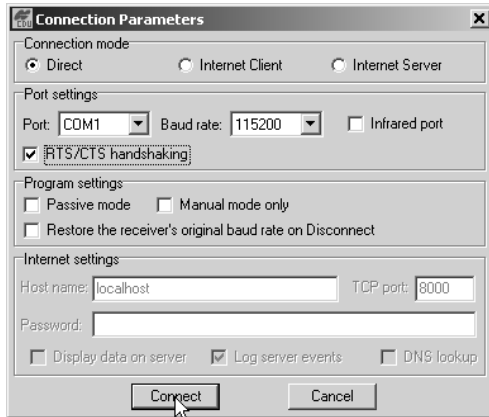 Connection Parameters
Connection mode
Direct Internet Client Internet Server
Port settings
Port: COM1 Baud rate: 115200 Infrared port
RTS/CTS handshaking
Program settings
Passive mode Manual mode only
Restore the receiver's original baud rate on Disconnect
Internet settings
Host name: localhost TCP port: 8000
Password:
Display data on server Log server events DNS lookup
Connect Cancel